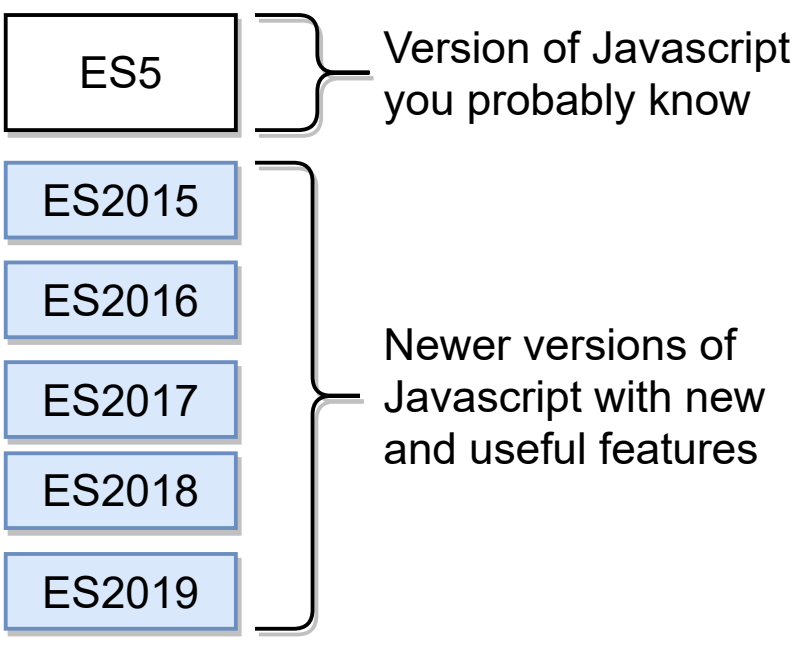 ES5
Version of Javascript
you probably know
ES2015
ES2016
ES2017
ES2018
ES2019
Newer versions of
Javascript with new
and useful features